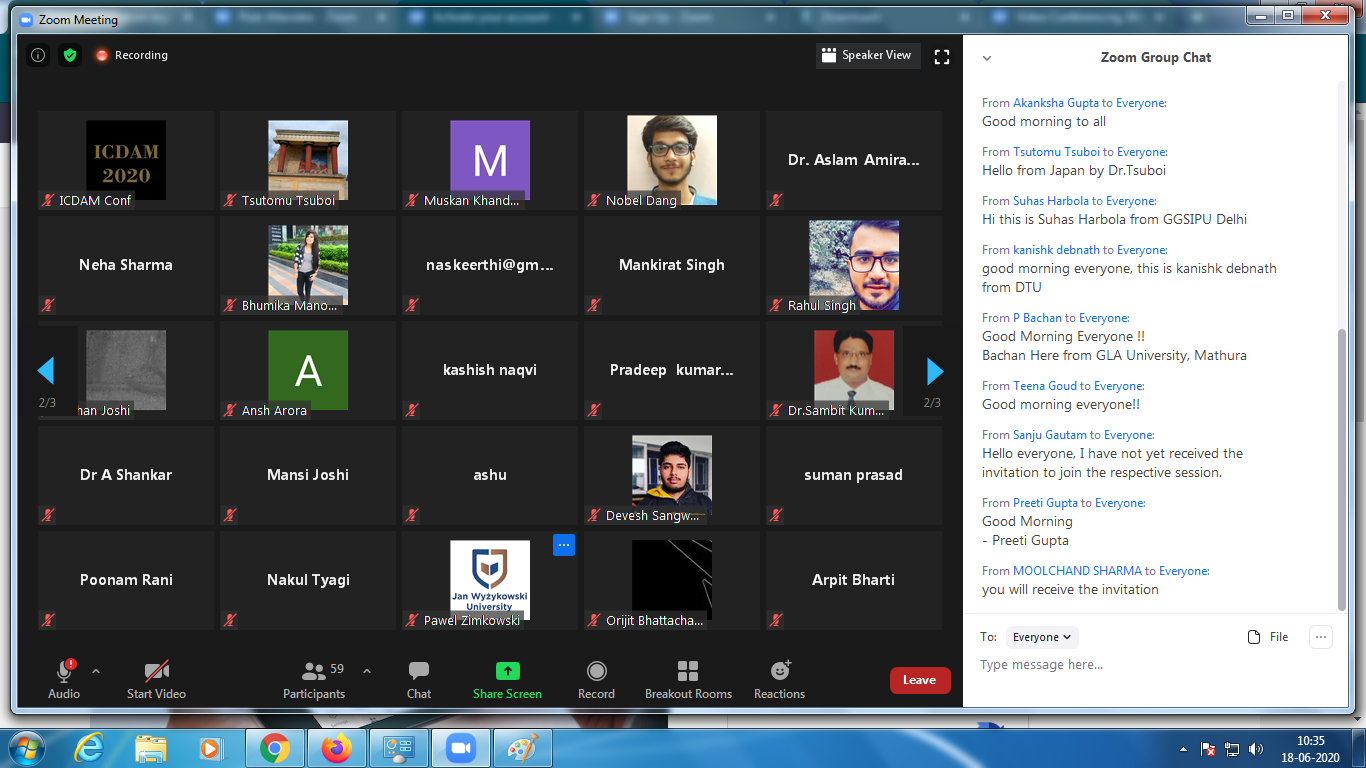 Zoom Meeting
Recording
Speaker View
ICDAM
2020
ICDAM Conf
Tsutomu Tsuboi
M
Muskan Khand...
Nobel Dang
Dr. Aslam Amira...
Neha Sharma
Bhumika Mano...
naskeerthi@gm...
Mankirat Singh
Rahul Singh
2/3
han Joshi
A
Ansh Arora
kashish naqvi
Pradeep kumar...
Dr.Sambit Kum...
2/3
Dr A Shankar
Mansi Joshi
ashu
Devesh Sangw...
suman prasad
Poonam Rani
Nakul Tyagi
Jan Wyżykowski
University
Pawel Zimkowski
Orijit Bhattacha...
Arpit Bharti
Audio
Start Video
59
Participants
Chat
Share Screen
Record
Breakout Rooms
Reactions
Leave
Zoom Group Chat
From Akanksha Gupta to Everyone:
Good morning to all
From Tsutomu Tsuboi to Everyone:
Hello from Japan by Dr.Tsuboi
From Suhas Harbola to Everyone:
Hi this is Suhas Harbola from GGSIPU Delhi
From kanishk debnath to Everyone:
good morning everyone, this is kanishk debnath
from DTU
From P Bachan to Everyone:
Good Morning Everyone !!
Bachan Here from GLA University, Mathura
From Teena Goud to Everyone:
Good morning everyone!!
From Sanju Gautam to Everyone:
Hello everyone, I have not yet received the
invitation to join the respective session.
From Preeti Gupta to Everyone:
Good Morning
- Preeti Gupta
From MOOLCHAND SHARMA to Everyone:
you will receive the invitation
To: Everyone
File
Type message here...
10:35
18-06-2020